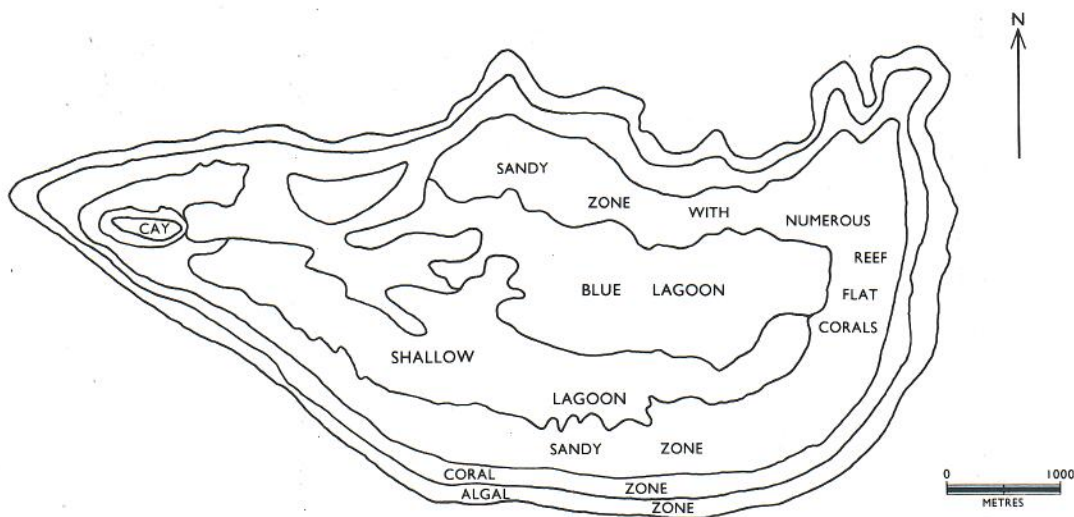 N
SANDY
ZONE WITH NUMEROUS
REEF
FLAT
CORALS
CAY
BLUE LAGOON
SHALLOW
LAGOON
SANDY ZONE
CORAL ZONE
ALGAL ZONE
0 1000
METRES